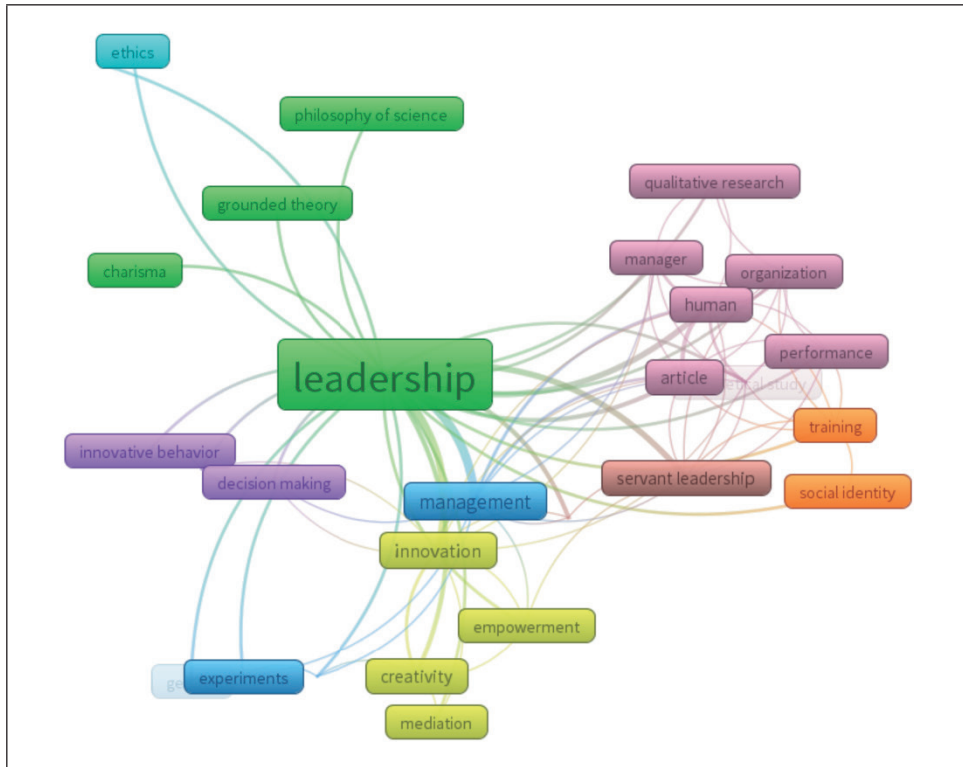 ethics
philosophy of science
qualitative research
grounded theory
manager
organization
charisma
human
performance
leadership
article
study
training
innovative behavior
servant leadership
decision making
social identity
management
innovation
empowerment
experiments
creativity
mediation